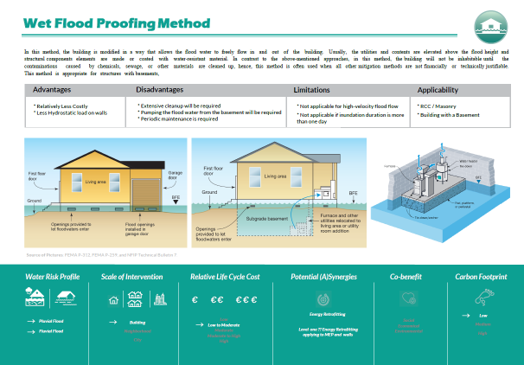 Wet Flood Proofing Method
In this method, the building is modified in a way that allows the flood water to freely flow in and out of the building. Usually, the utilities and contents are elevated above the flood height and
structural components elements are made or coated with water-resistant material. In contrast to the above-mentioned approaches, in this method, the building will not be inhabitable until the
contaminations caused by chemicals, sewage, or other materials are cleaned up, hence, this method is often used when all other mitigation methods are not financially or technically justifiable.
This method is appropriate for structures with basements.
Advantages
Disadvantages
Limitations
Applicability
* Relatively Less Costly
* Less Hydrostatic load on walls
* Extensive cleanup will be required
* Pumping the flood water from the basement will be required
* Periodic maintenance is required
* Not applicable for high-velocity flood flow
* Not applicable if inundation duration is more
than one day
* RCC / Masonry
* Building with a Basement
First floor
door
Living area
Garage
door
Ground
BFE
Openings provided to
let floodwaters enter
Flood openings
installed in
garage door
First floor
door
Living area
Ground
BFE
Subgrade basement
Openings
provided to
let floodwaters
enter
Furnace and other
utilities relocated to
living area or utility
room addition
BFE
Source of Pictures: FEMA P-312, FEMA P-259, and NFIP Technical Bulletin 7
Water Risk Profile
Scale of Intervention
Relative Life Cycle Cost
Potential (A)Synergies
Co-benefit
Carbon Footprint
€ €€ €€€
→ Pluvial Flood
→ Fluvial Flood
→ Building
Low
→ Low to Moderate
High
Energy Retrofitting
Level one ?? Energy Retrofitting
applying to MEP and walls
→ Low
High